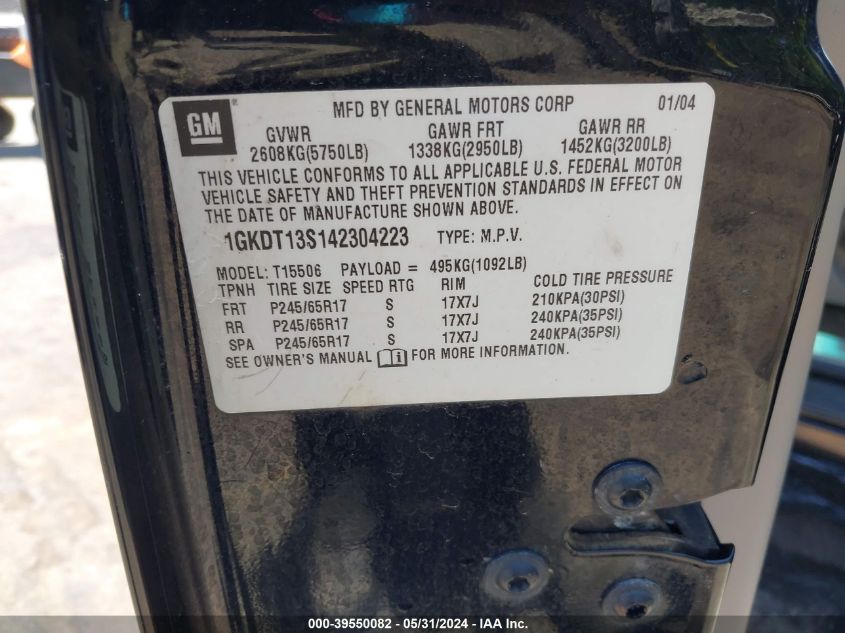 GM
MFD BY GENERAL MOTORS CORP 01/04
GVWR GAWR FRT GAWR RR
2608KG(5750LB) 1338KG(2950LB) 1452KG(3200LB)
THIS VEHICLE CONFORMS TO ALL APPLICABLE U.S. FEDERAL MOTOR
VEHICLE SAFETY AND THEFT PREVENTION STANDARDS IN EFFECT ON
THE DATE OF MANUFACTURE SHOWN ABOVE.
1GKDT13S142304223 TYPE: M.P.V.
MODEL: T15506 PAYLOAD = 495KG(1092LB)
TPNH TIRE SIZE SPEED RTG RIM COLD TIRE PRESSURE
FRT P245/65R17 S 17X7J 210KPA(30PSI)
RR P245/65R17 S 17X7J 240KPA(35PSI)
SPA P245/65R17 S 17X7J 240KPA(35PSI)
SEE OWNER'S MANUAL FOR MORE INFORMATION.
000-39550082 - 05/31/2024 - IAA Inc.